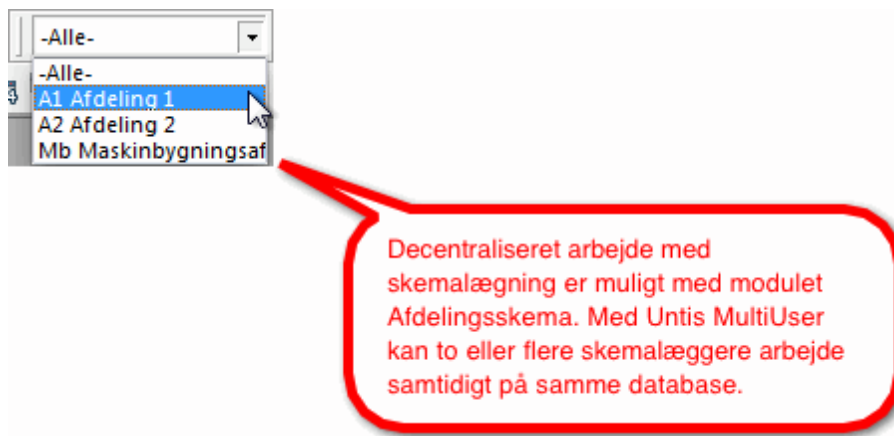 -Alle-
-Alle-
A1 Afdeling 1
A2 Afdeling 2
Mb Maskinbygningsaf
Decentraliseret arbejde med
skemalægning er muligt med modulet
Afdelingsskema. Med Untis MultiUser
kan to eller flere skemalæggere arbejde
samtidigt på samme database.